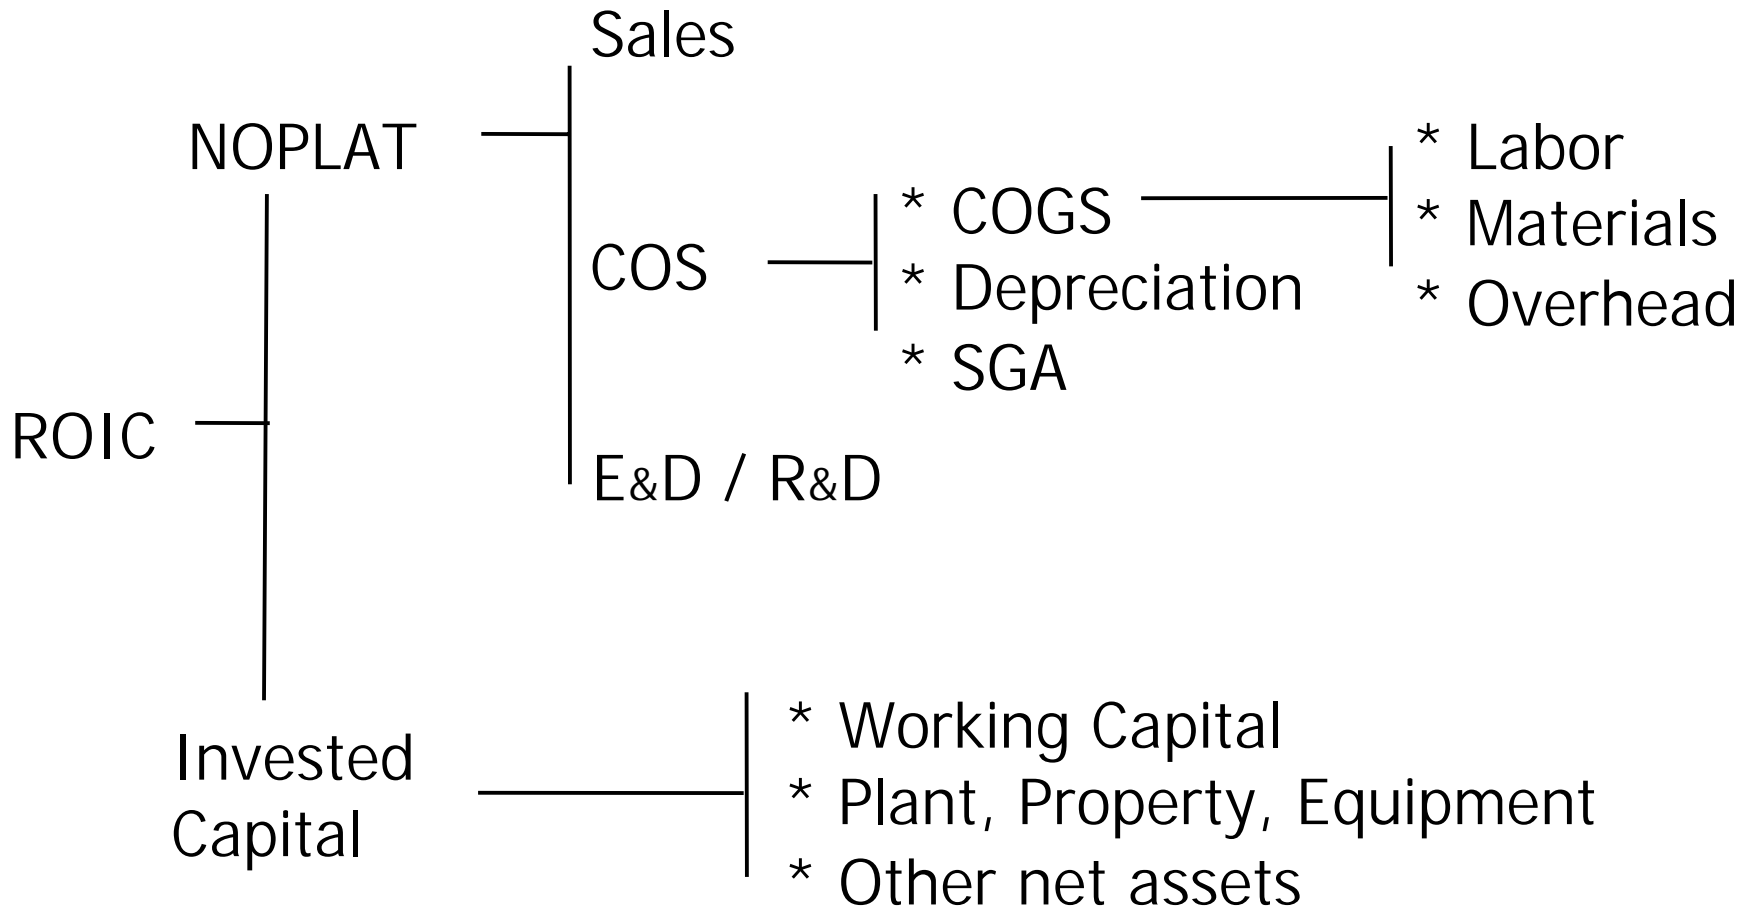 Sales
NOPLAT
* Labor
* Materials
* Overhead
* COGS
* Depreciation
* SGA
COS
ROIC
E&D / R&D
Invested
Capital
* Working Capital
* Plant, Property, Equipment
* Other net assets